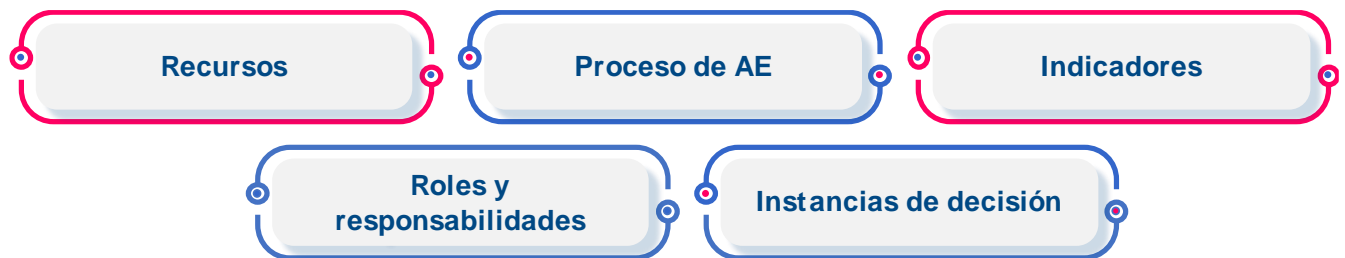 Recursos
Proceso de AE
Indicadores
Roles y
responsabilidades
Instancias de decisión